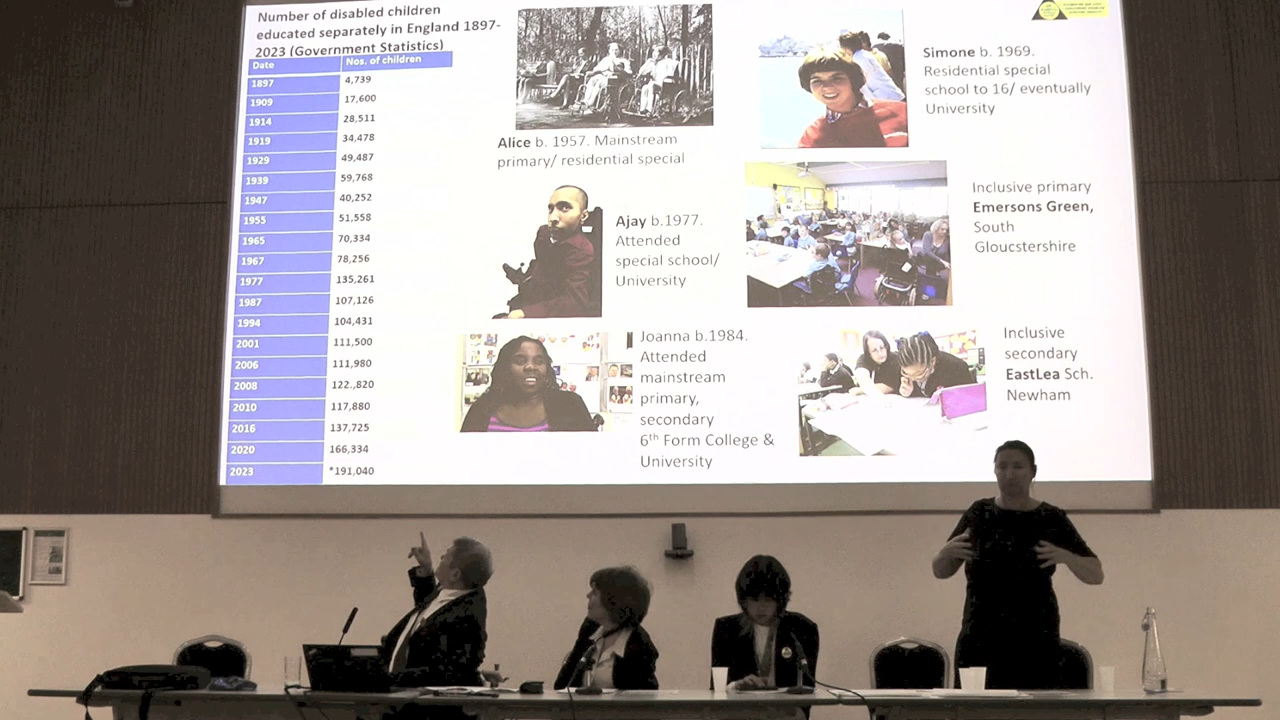 Number of disabled children
educated separately in England 1897-
2023 (Government Statistics)
Date Nos. of children
1897 4,739
1909 17,600
1914 28,511
1919 34,478
1929 49,487
1939 59,768
1947 40,252
1955 51,558
1965 70,334
1967 78,256
1977 135,261
1987 107,126
1994 104,431
2001 111,500
2006 111,980
2008 122.,820
2010 117,880
2016 137,725
2020 166,334
2023 *191,040
Alice b. 1957. Mainstream
primary/ residential special
Simone b. 1969.
Residential special
school to 16/ eventually
University
Ajay b.1977.
Attended
special school/
University
Inclusive primary
Emersons Green,
South
Gloucstershire
Joanna b.1984.
Attended
mainstream
primary,
secondary
6th Form College &
University
Inclusive
secondary
EastLea Sch.
Newham